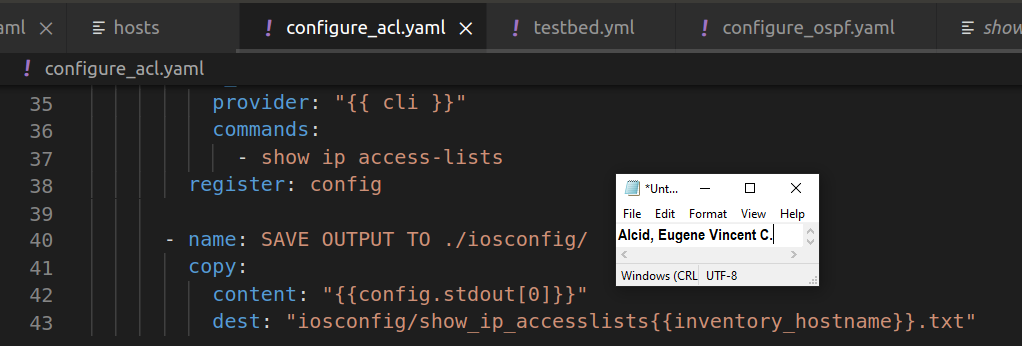 aml
hosts
! configure_acl.yaml
! testbed.yml
! configure_ospf.yaml
show
! configure_acl.yaml
35 provider: "{{ cli }}"
36 commands:
37 - show ip access-lists
38 register: config
39
40 - name: SAVE OUTPUT TO ./iosconfig/
41 copy:
42 content: "{{config.stdout[0]}}"
43 dest: "iosconfig/show_ip_accesslists{{inventory_hostname}}.txt"
*Unt...
File Edit Format View Help
Alcid, Eugene Vincent C.
Windows (CRL UTF-8